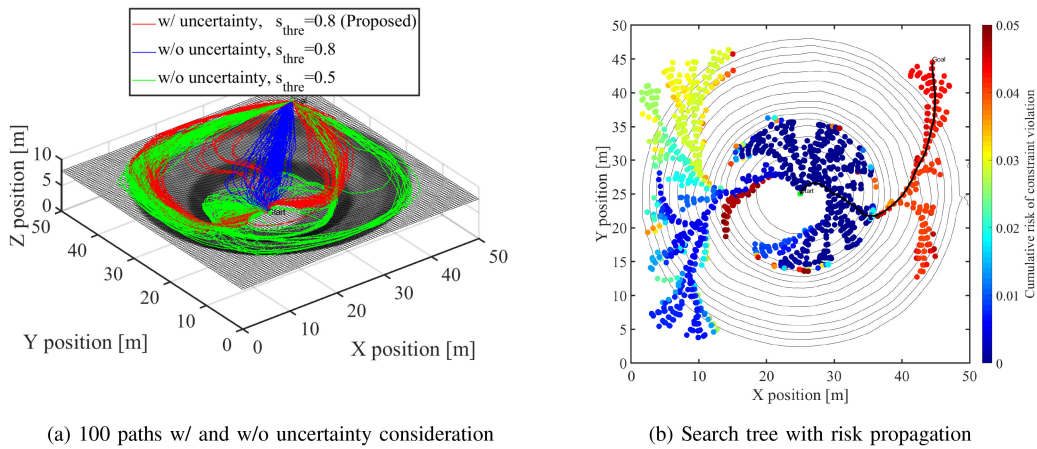 w/ uncertainty, s_thre=0.8 (Proposed)
w/o uncertainty, s_thre=0.8
w/o uncertainty, s_thre=0.5
Z position [m]
10
5
0
50
40
30
20
10
0
Y position [m]
0
10
20
30
40
50
X position [m]
Start
(a) 100 paths w/ and w/o uncertainty consideration
Y position [m]
50
45
40
35
30
25
20
15
10
5
0
0
10
20
30
40
50
X position [m]
Goal
Start
0.05
0.04
0.03
0.02
0.01
0
Cumulative risk of constraint violation
(b) Search tree with risk propagation